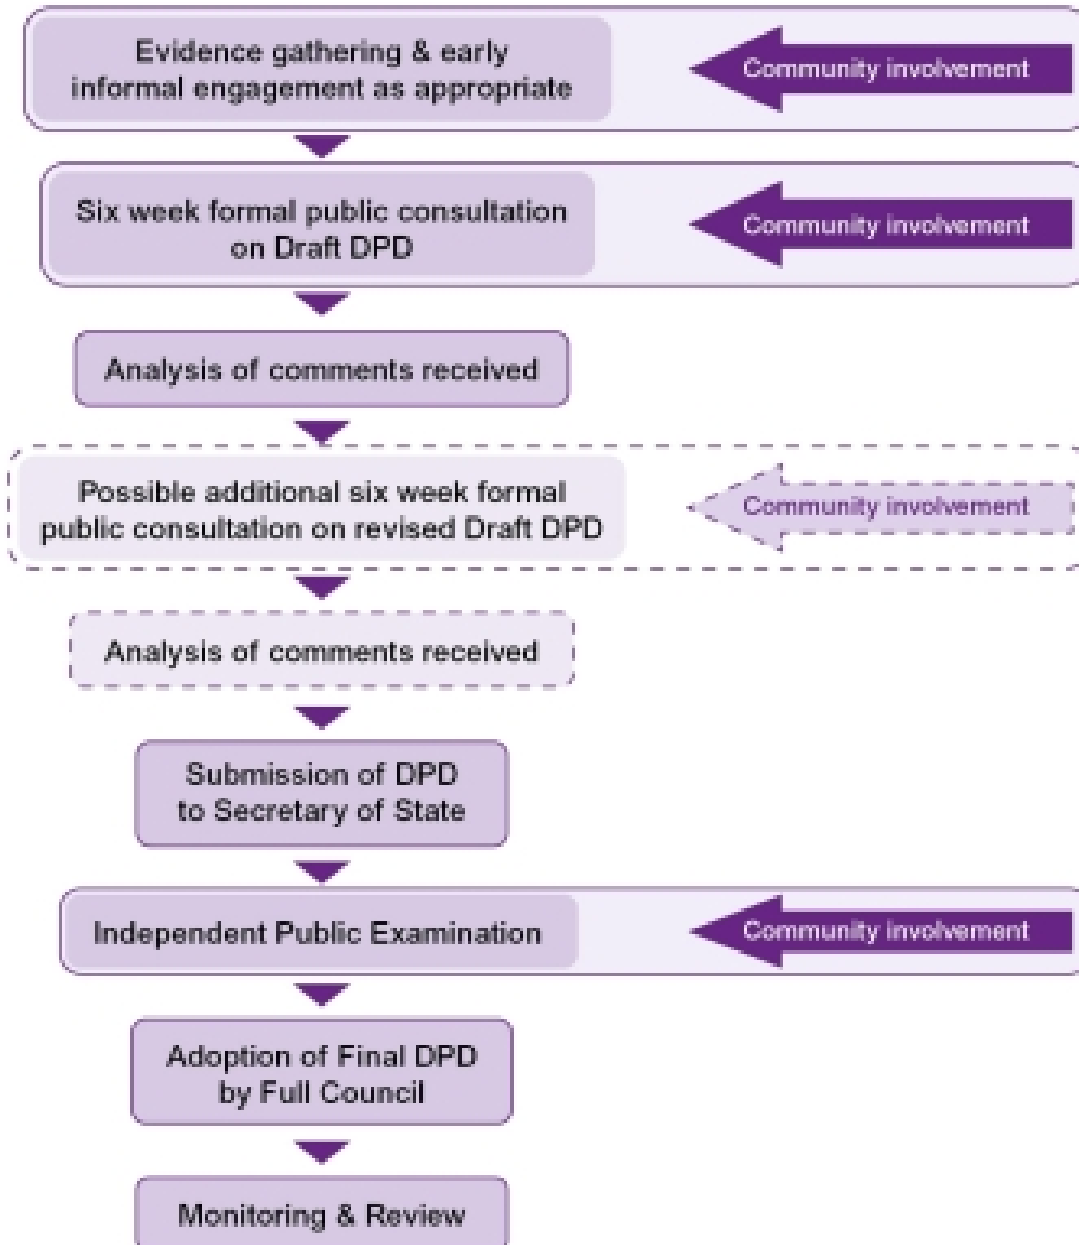 Evidence gathering & early
informal engagement as appropriate
Community involvement
Six week formal public consultation
on Draft DPD
Community involvement
Analysis of comments received
Possible additional six week formal
public consultation on revised Draft DPD
Community involvement
Analysis of comments received
Submission of DPD
to Secretary of State
Independent Public Examination
Community involvement
Adoption of Final DPD
by Full Council
Monitoring & Review